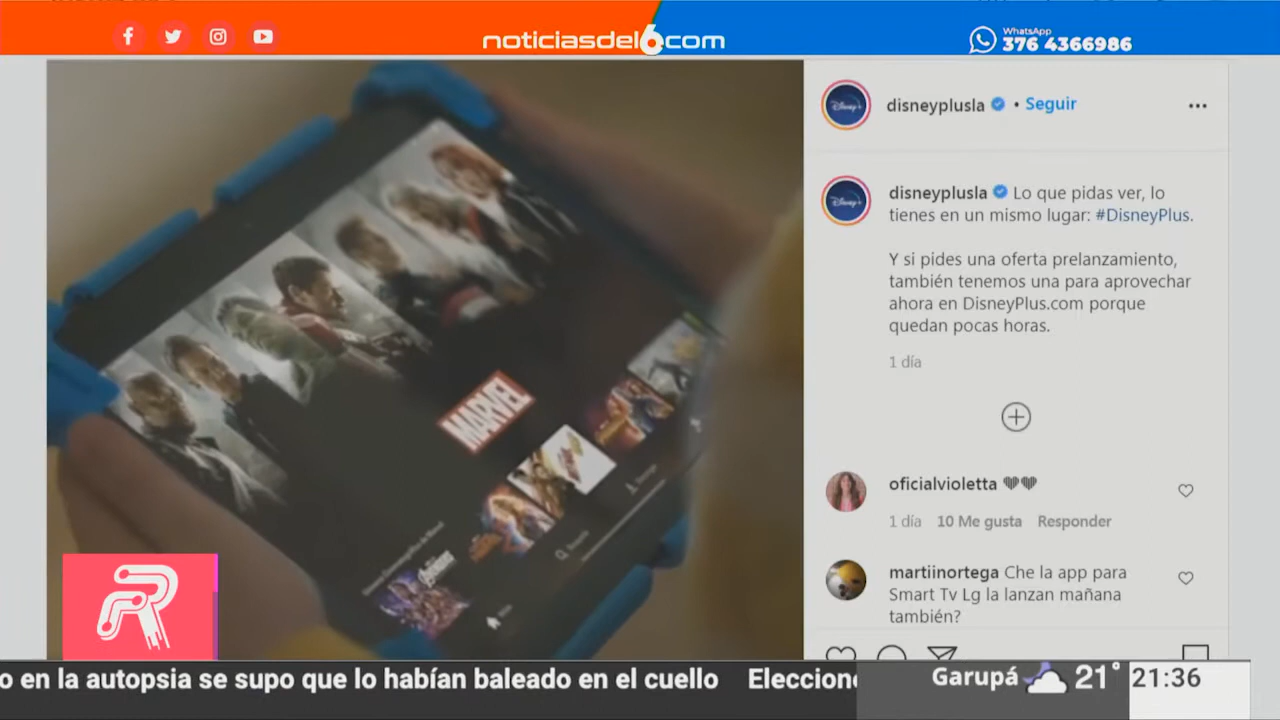 noticiasdel6.com
WhatsApp
376 4366986
disneyplusla • Seguir
disneyplusla Lo que pidas ver, lo
tienes en un mismo lugar: #DisneyPlus.
Y si pides una oferta prelanzamiento,
también tenemos una para aprovechar
ahora en DisneyPlus.com porque
quedan pocas horas.
1 día
oficialvioletta
1 día 10 Me gusta Responder
martiinortega Che la app para
Smart Tv Lg la lanzan mañana
también?
MARVEL
o en la autopsia se supo que lo habían baleado en el cuello Eleccione
Garupá 21° 21:36